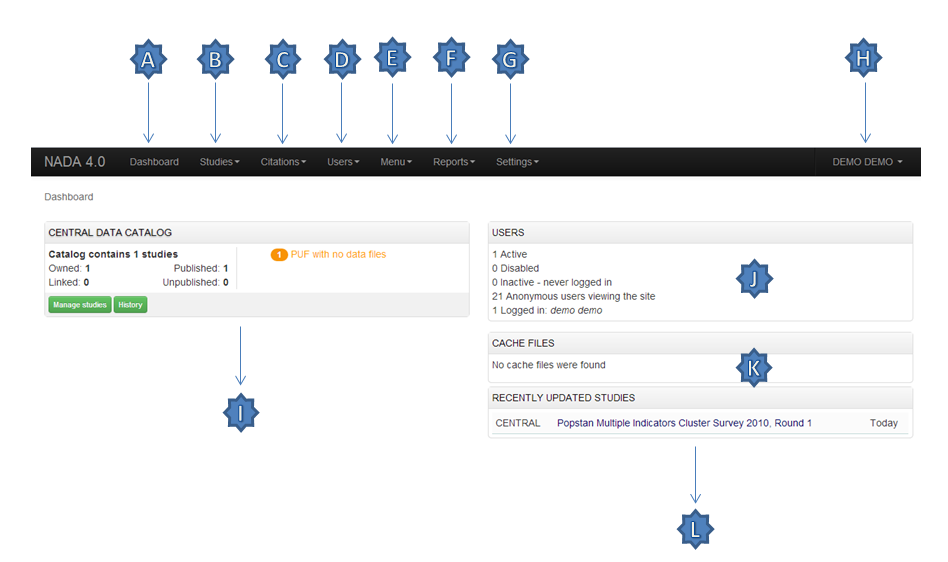 A B C D E F G H
NADA 4.0 Dashboard Studies Citations Users Menu Reports Settings DEMO DEMO
Dashboard
CENTRAL DATA CATALOG
Catalog contains 1 studies
Owned: 1 Published: 1
Linked: 0 Unpublished: 0
1 PUF with no data files
Manage studies History
I
USERS
1 Active
0 Disabled
0 Inactive - never logged in
21 Anonymous users viewing the site
1 Logged in: demo demo
J
CACHE FILES
No cache files were found
K
RECENTLY UPDATED STUDIES
CENTRAL Popstan Multiple Indicators Cluster Survey 2010, Round 1 Today
L